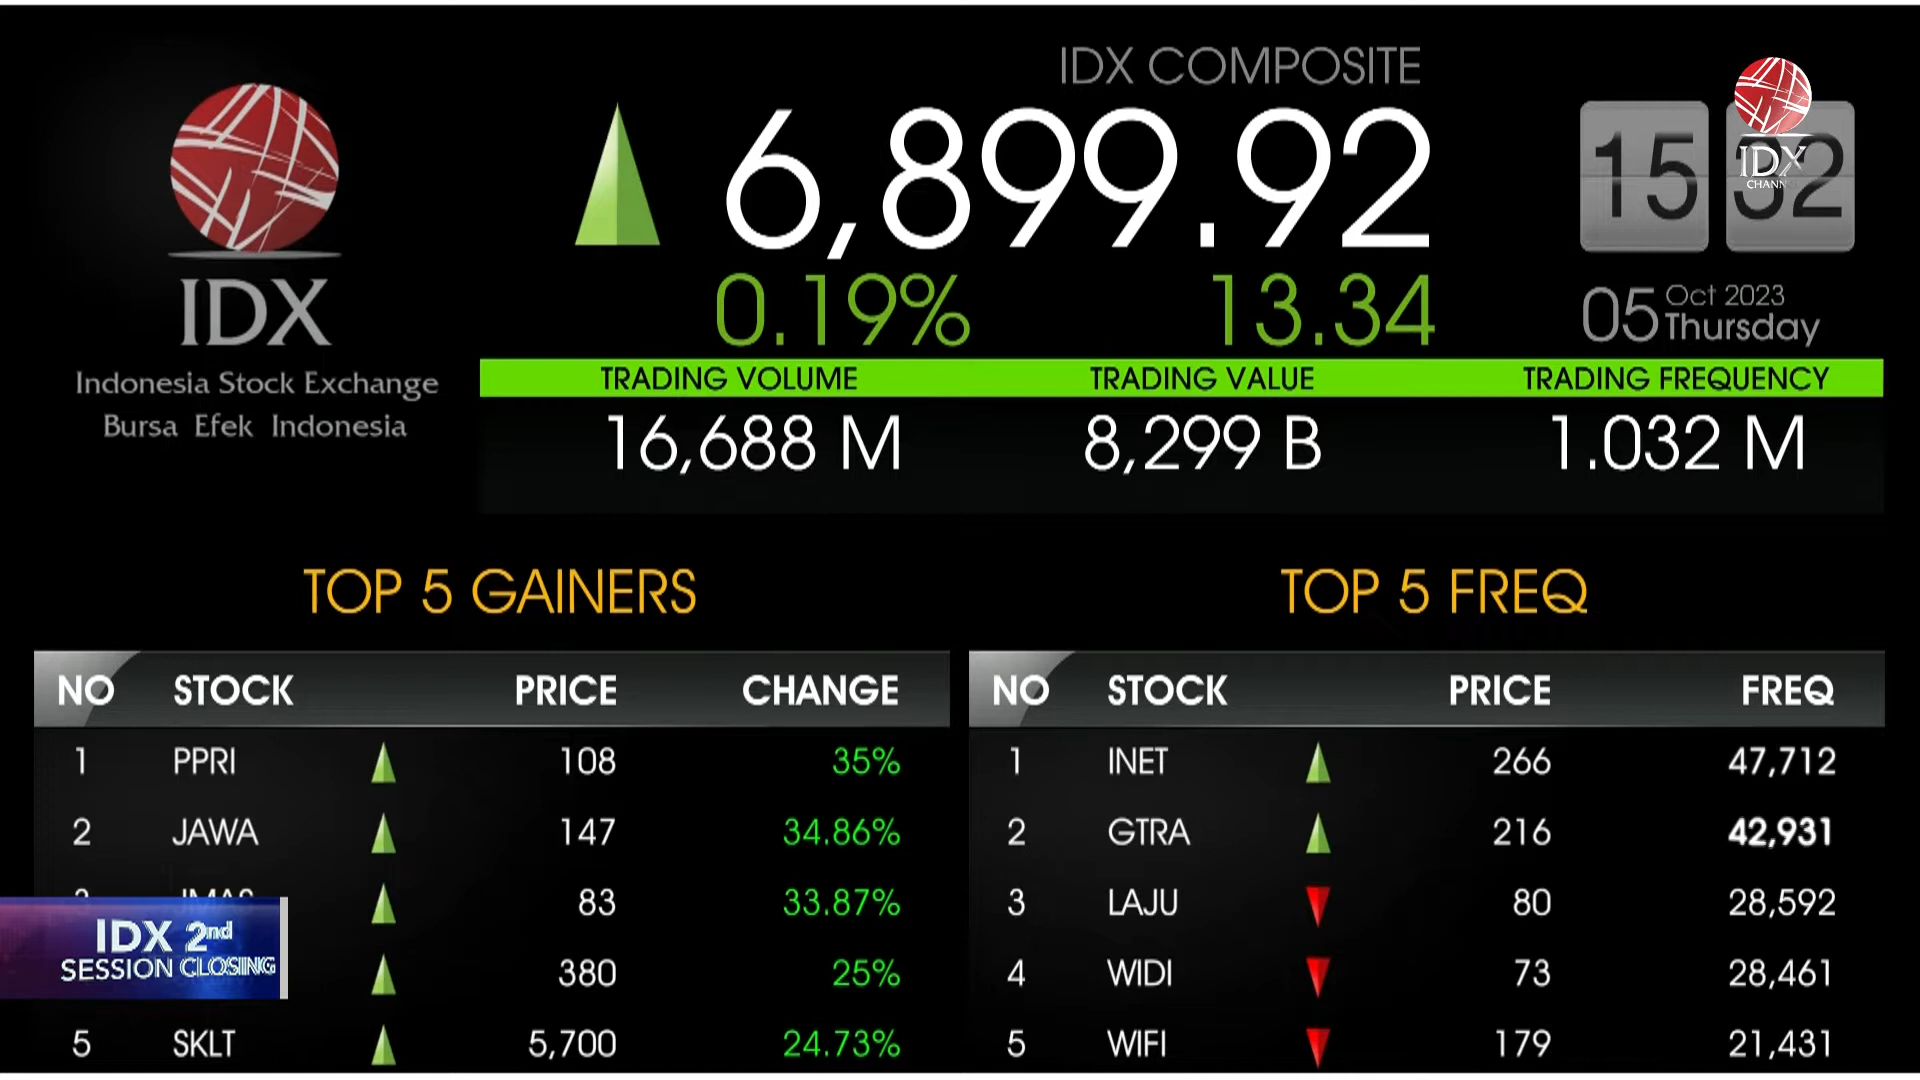 IDX COMPOSITE
6,899.92
0.19% 13.34
IDX
Indonesia Stock Exchange
Bursa Efek Indonesia
15 32
IDX
05 Oct 2023
Thursday
TRADING VOLUME TRADING VALUE TRADING FREQUENCY
16,688 M 8,299 B 1.032 M
TOP 5 GAINERS
NO STOCK PRICE CHANGE
1 PPRI 108 35%
2 JAWA 147 34.86%
83 33.87%
380 25%
5 SKLT 5,700 24.73%
TOP 5 FREQ
NO STOCK PRICE FREQ
1 INET 266 47,712
2 GTRA 216 42,931
3 LAJU 80 28,592
4 WIDI 73 28,461
5 WIFI 179 21,431
IDX 2nd
SESSION CLOSING